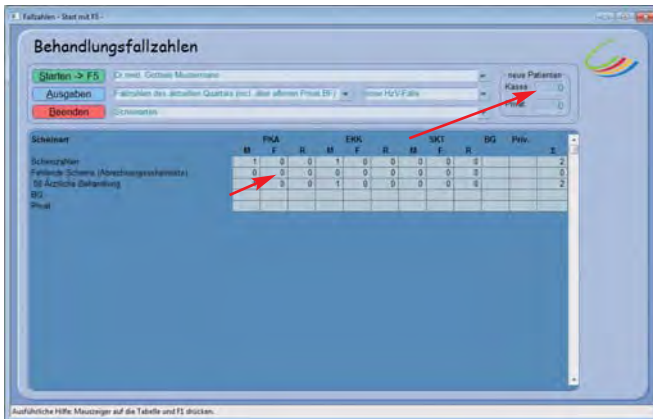 Fallzahlen - Start mit F5 -
Behandlungsfallzahlen
Starten -> F5
Dr.med. Gottlieb Mustermann
neue Patienten
Ausgaben
Fallzahlen des aktuellen Quartals
ohne HzV-Fälle
Kasse 0
Beenden
Scheinarten
Privat 0
Scheinart PKA EKK SKT BG Priv.
M F R M F R M F R Σ
Scheinzahlen 1 0 0 1 0 0 0 0 0 2
Fehlende Scheine 0 0 0 0 0 0 0 0 0 0
Ärztliche Behandlung 0 0 1 0 0 0 0 0 2
BG
Privat
Ausführliche Hilfe: Mauszeiger auf die Tabelle und F1 drücken.